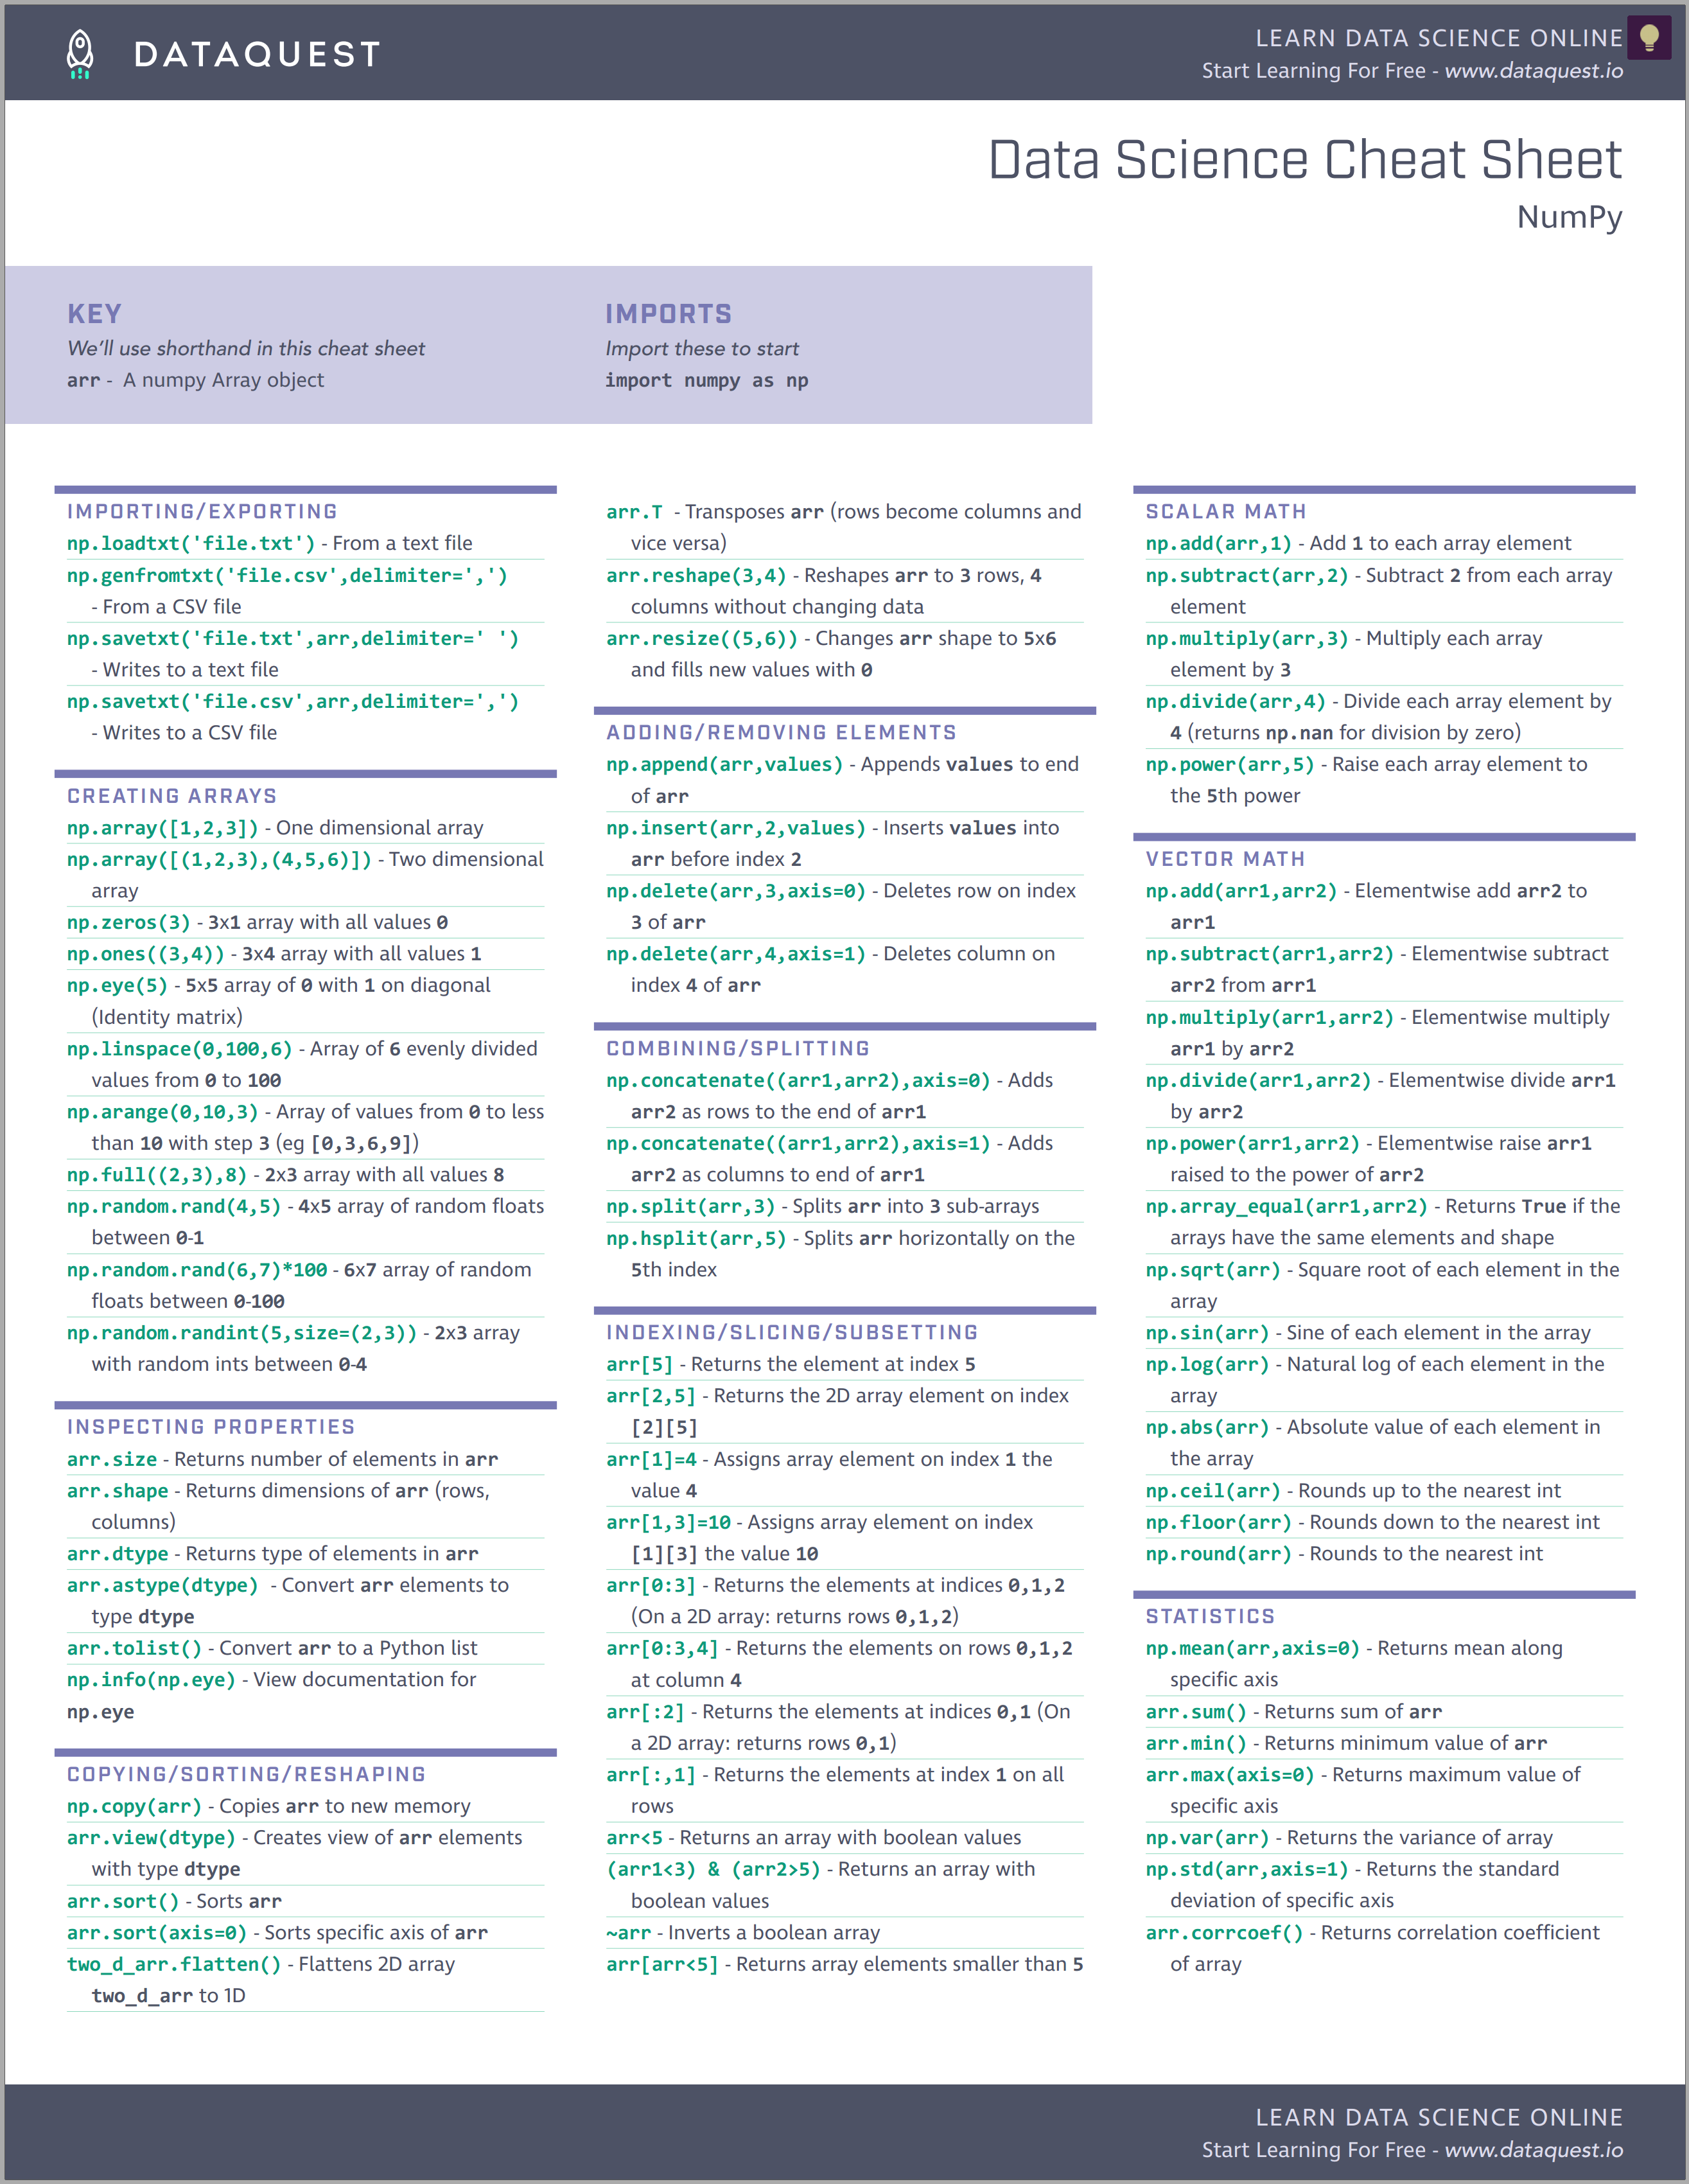 DATAQUEST
LEARN DATA SCIENCE ONLINE
Start Learning For Free - www.dataquest.io
Data Science Cheat Sheet
NumPy
KEY
We’ll use shorthand in this cheat sheet
arr - A numpy Array object
IMPORTS
Import these to start
import numpy as np
IMPORTING/EXPORTING
np.loadtxt('file.txt') - From a text file
np.genfromtxt('file.csv',delimiter=',')
- From a CSV file
np.savetxt('file.txt',arr,delimiter=' ')
- Writes to a text file
np.savetxt('file.csv',arr,delimiter=',')
- Writes to a CSV file
CREATING ARRAYS
np.array([1,2,3]) - One dimensional array
np.array([(1,2,3),(4,5,6)]) - Two dimensional
array
np.zeros(3) - 3x1 array with all values 0
np.ones((3,4)) - 3x4 array with all values 1
np.eye(5) - 5x5 array of 0 with 1 on diagonal
(Identity matrix)
np.linspace(0,100,6) - Array of 6 evenly divided
values from 0 to 100
np.arange(0,10,3) - Array of values from 0 to less
than 10 with step 3 (eg [0,3,6,9])
np.full((2,3),8) - 2x3 array with all values 8
np.random.rand(4,5) - 4x5 array of random floats
between 0-1
np.random.rand(6,7)*100 - 6x7 array of random
floats between 0-100
np.random.randint(5,size=(2,3)) - 2x3 array
with random ints between 0-4
INSPECTING PROPERTIES
arr.size - Returns number of elements in arr
arr.shape - Returns dimensions of arr (rows,
columns)
arr.dtype - Returns type of elements in arr
arr.astype(dtype) - Convert arr elements to
type dtype
arr.tolist() - Convert arr to a Python list
np.info(np.eye) - View documentation for
np.eye
COPYING/SORTING/RESHAPING
np.copy(arr) - Copies arr to new memory
arr.view(dtype) - Creates view of arr elements
with type dtype
arr.sort() - Sorts arr
arr.sort(axis=0) - Sorts specific axis of arr
two_d_arr.flatten() - Flattens 2D array
two_d_arr to 1D
arr.T - Transposes arr (rows become columns and
vice versa)
arr.reshape(3,4) - Reshapes arr to 3 rows, 4
columns without changing data
arr.resize((5,6)) - Changes arr shape to 5x6
and fills new values with 0
ADDING/REMOVING ELEMENTS
np.append(arr,values) - Appends values to end
of arr
np.insert(arr,2,values) - Inserts values into
arr before index 2
np.delete(arr,3,axis=0) - Deletes row on index
3 of arr
np.delete(arr,4,axis=1) - Deletes column on
index 4 of arr
COMBINING/SPLITTING
np.concatenate((arr1,arr2),axis=0) - Adds
arr2 as rows to the end of arr1
np.concatenate((arr1,arr2),axis=1) - Adds
arr2 as columns to end of arr1
np.split(arr,3) - Splits arr into 3 sub-arrays
np.hsplit(arr,5) - Splits arr horizontally on the
5th index
INDEXING/SLICING/SUBSETTING
arr[5] - Returns the element at index 5
arr[2,5] - Returns the 2D array element on index
[2][5]
arr[1]=4 - Assigns array element on index 1 the
value 4
arr[1,3]=10 - Assigns array element on index
[1][3] the value 10
arr[0:3] - Returns the elements at indices 0,1,2
(On a 2D array: returns rows 0,1,2)
arr[0:3,4] - Returns the elements on rows 0,1,2
at column 4
arr[:2] - Returns the elements at indices 0,1 (On
a 2D array: returns rows 0,1)
arr[:,1] - Returns the elements at index 1 on all
rows
arr<5 - Returns an array with boolean values
(arr1<3) & (arr2>5) - Returns an array with
boolean values
~arr - Inverts a boolean array
arr[arr<5] - Returns array elements smaller than 5
SCALAR MATH
np.add(arr,1) - Add 1 to each array element
np.subtract(arr,2) - Subtract 2 from each array
element
np.multiply(arr,3) - Multiply each array
element by 3
np.divide(arr,4) - Divide each array element by
4 (returns np.nan for division by zero)
np.power(arr,5) - Raise each array element to
the 5th power
VECTOR MATH
np.add(arr1,arr2) - Elementwise add arr2 to
arr1
np.subtract(arr1,arr2) - Elementwise subtract
arr2 from arr1
np.multiply(arr1,arr2) - Elementwise multiply
arr1 by arr2
np.divide(arr1,arr2) - Elementwise divide arr1
by arr2
np.power(arr1,arr2) - Elementwise raise arr1
raised to the power of arr2
np.array_equal(arr1,arr2) - Returns True if the
arrays have the same elements and shape
np.sqrt(arr) - Square root of each element in the
array
np.sin(arr) - Sine of each element in the array
np.log(arr) - Natural log of each element in the
array
np.abs(arr) - Absolute value of each element in
the array
np.ceil(arr) - Rounds up to the nearest int
np.floor(arr) - Rounds down to the nearest int
np.round(arr) - Rounds to the nearest int
STATISTICS
np.mean(arr,axis=0) - Returns mean along
specific axis
arr.sum() - Returns sum of arr
arr.min() - Returns minimum value of arr
arr.max(axis=0) - Returns maximum value of
specific axis
np.var(arr) - Returns the variance of array
np.std(arr,axis=1) - Returns the standard
deviation of specific axis
arr.corrcoef() - Returns correlation coefficient
of array
LEARN DATA SCIENCE ONLINE
Start Learning For Free - www.dataquest.io